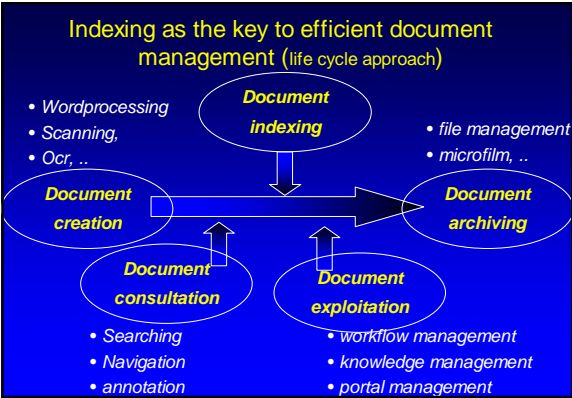 Indexing as the key to efficient document
management (life cycle approach)
Document
indexing
• Wordprocessing
• Scanning,
• Ocr, ..
• file management
• microfilm, ..
Document
creation
Document
archiving
Document
consultation
Document
exploitation
• Searching
• Navigation
• annotation
• workflow management
• knowledge management
• portal management